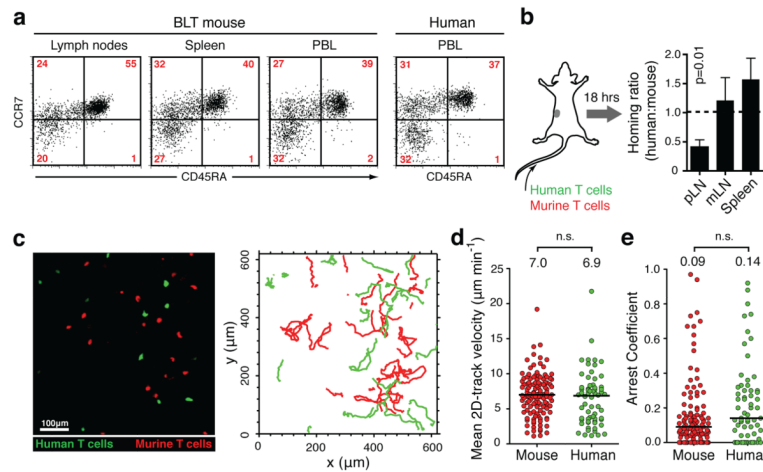 a
BLT mouse
Human
Lymph nodes
Spleen
PBL
PBL
24 55
20 1
32 40
27 1
27 39
32 2
31 37
32 1
CCR7
CD45RA
CD45RA
b
18 hrs
Human T cells
Murine T cells
Homing ratio
(human:mouse)
2.0
1.5
1.0
0.5
0
p=0.01
pLN
mLN
Spleen
c
100µm
Human T cells Murine T cells
y (µm)
600
400
200
0
0 200 400 600
x (µm)
d
n.s.
7.0 6.9
Mean 2D-track velocity (µm min-1)
25
20
15
10
5
0
Mouse Human
e
n.s.
0.09 0.14
Arrest Coefficient
1.0
0.8
0.6
0.4
0.2
0.0
Mouse Huma